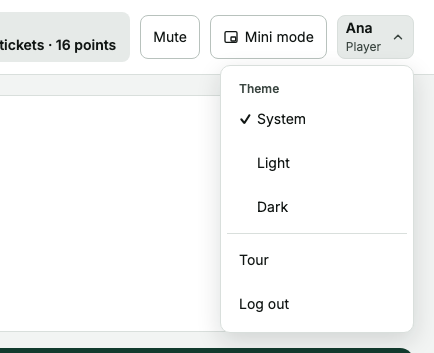 tickets · 16 points
Mute
Mini mode
Ana
Player
Theme
System
Light
Dark
Tour
Log out